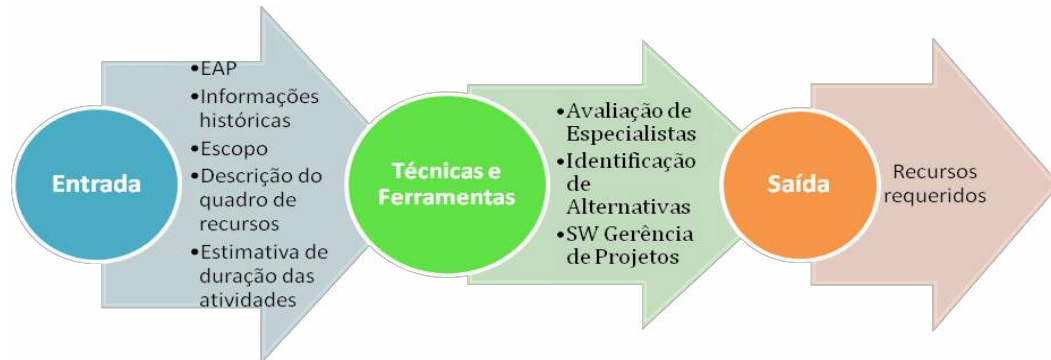 Entrada
•EAP
•Informações
históricas
•Escopo
•Descrição do
quadro de
recursos
•Estimativa de
duração das
atividades
Técnicas e
Ferramentas
•Avaliação de
Especialistas
•Identificação
de
Alternativas
•SW Gerência
de Projetos
Saída
Recursos
requeridos